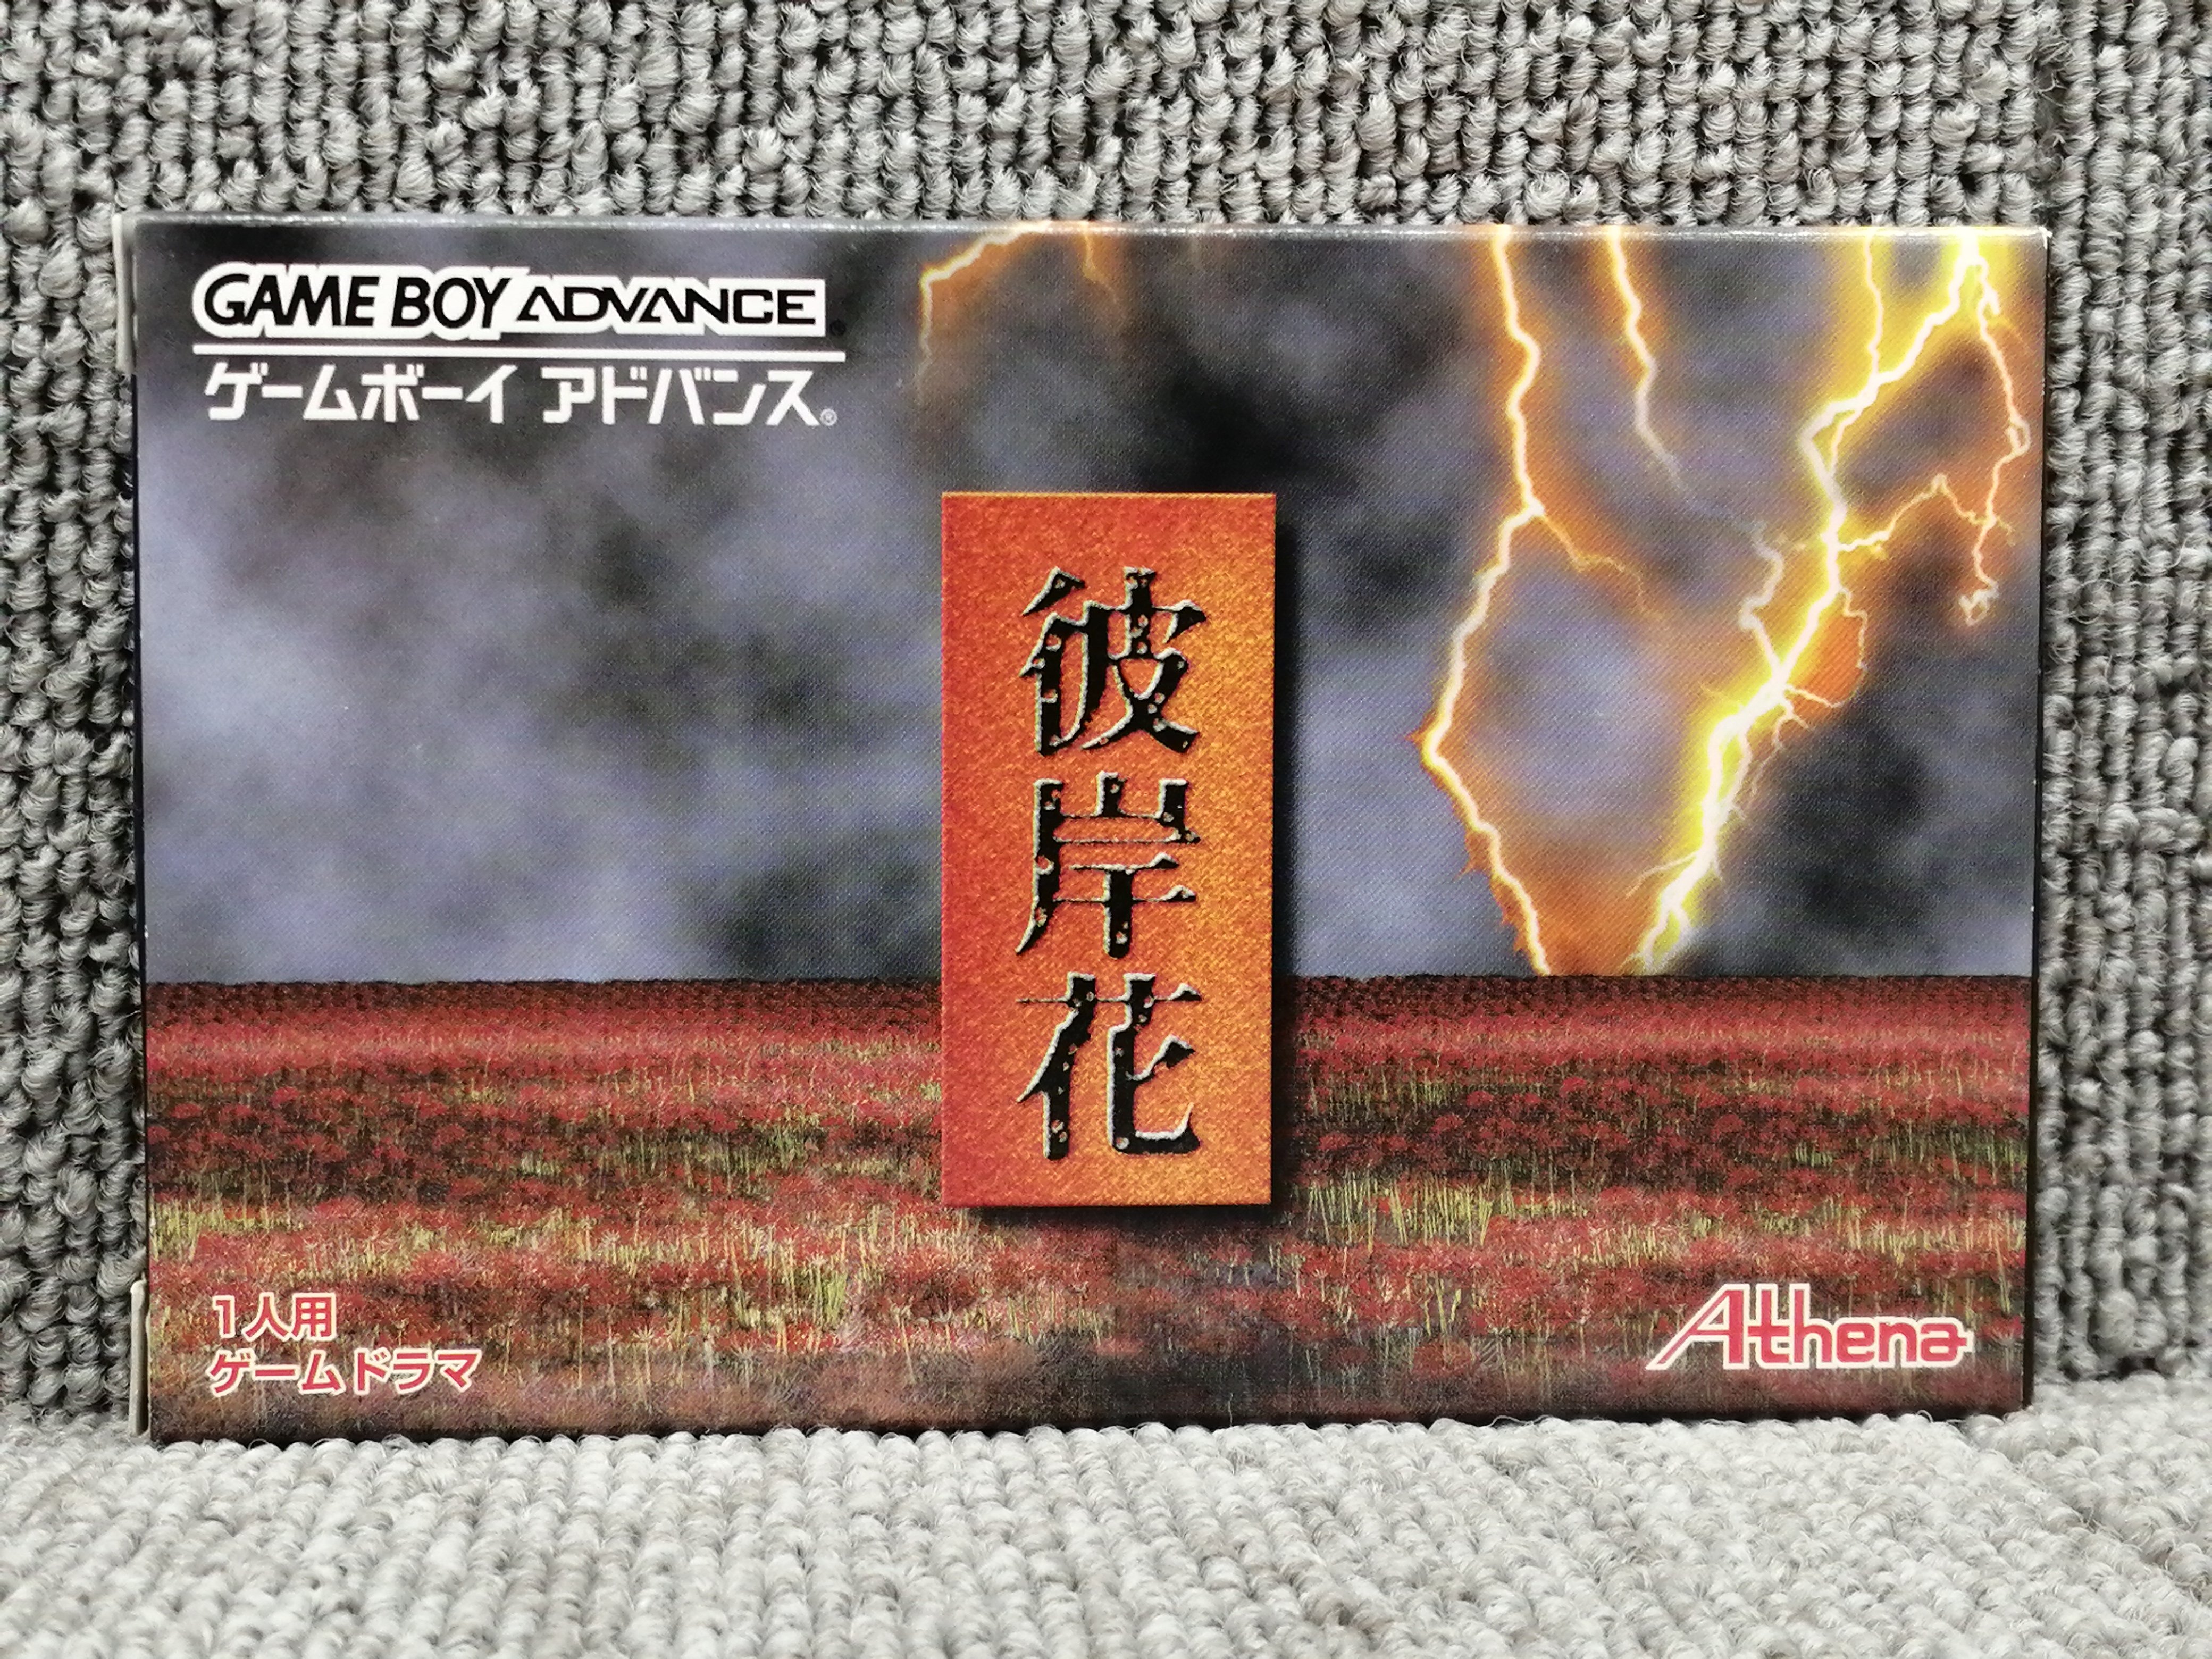 GAME BOY ADVANCE
ゲームボーイ アドバンス®
彼岸花
1人用
ゲームドラマ
Athena